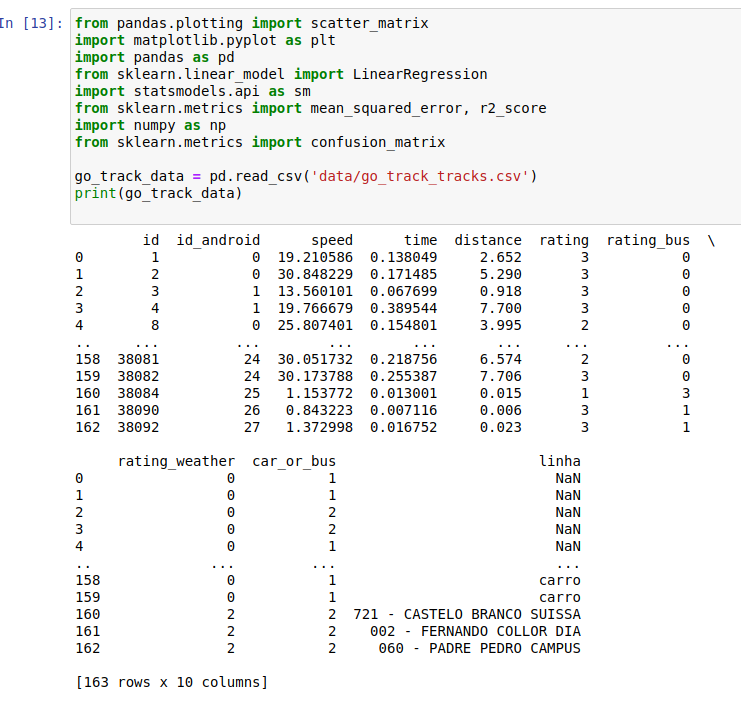 In [13]:
from pandas.plotting import scatter_matrix
import matplotlib.pyplot as plt
import pandas as pd
from sklearn.linear_model import LinearRegression
import statsmodels.api as sm
from sklearn.metrics import mean_squared_error, r2_score
import numpy as np
from sklearn.metrics import confusion_matrix
go_track_data = pd.read_csv('data/go_track_tracks.csv')
print(go_track_data)
id id_android speed time distance rating rating_bus \
0 1 0 19.210586 0.138049 2.652 3 0
1 2 0 30.848229 0.171485 5.290 3 0
2 3 1 13.560101 0.067699 0.918 3 0
3 4 1 19.766679 0.389544 7.700 3 0
4 8 0 25.807401 0.154801 3.995 2 0
.. ... ... ... ... ... ... ...
158 38081 24 30.051732 0.218756 6.574 2 0
159 38082 24 30.173788 0.255387 7.706 3 0
160 38084 25 1.153772 0.013001 0.015 1 3
161 38090 26 0.843223 0.007116 0.006 3 1
162 38092 27 1.372998 0.016752 0.023 3 1
rating_weather car_or_bus linha
0 0 1 NaN
1 0 1 NaN
2 0 2 NaN
3 0 2 NaN
4 0 1 NaN
.. ... ... ...
158 0 1 carro
159 0 1 carro
160 2 2 721 - CASTELO BRANCO SUISSA
161 2 2 002 - FERNANDO COLLOR DIA
162 2 2 060 - PADRE PEDRO CAMPUS
[163 rows x 10 columns]